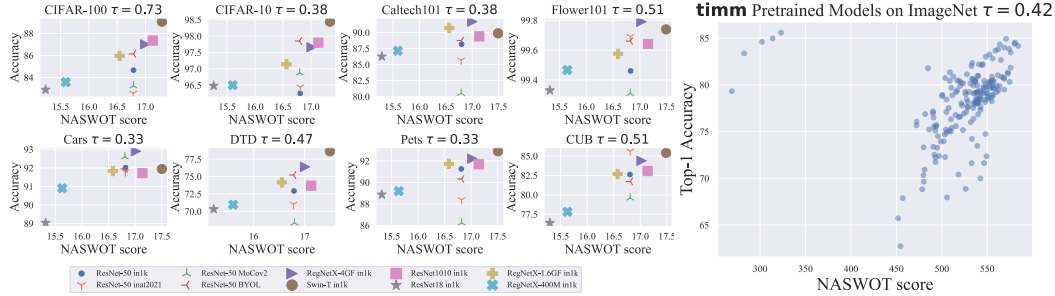 CIFAR-100 τ = 0.73
Accuracy
88
86
84
15.5 16.0 16.5 17.0
NASWOT score
CIFAR-10 τ = 0.38
Accuracy
98.5
98.0
97.5
97.0
96.5
15.5 16.0 16.5 17.0 17.5
NASWOT score
Caltech101 τ = 0.38
Accuracy
90.0
87.5
85.0
82.5
80.0
15.5 16.0 16.5 17.0 17.5
NASWOT score
Flower101 τ = 0.51
Accuracy
99.8
99.6
99.4
15.5 16.0 16.5 17.0 17.5
NASWOT score
Cars τ = 0.33
Accuracy
93
92
91
90
89
15.5 16.0 16.5 17.0 17.5
NASWOT score
DTD τ = 0.47
Accuracy
77.5
75.0
72.5
70.0
16 17
NASWOT score
Pets τ = 0.33
Accuracy
92
90
88
86
15.5 16.0 16.5 17.0 17.5
NASWOT score
CUB τ = 0.51
Accuracy
85.0
82.5
80.0
77.5
15.5 16.0 16.5 17.0 17.5
NASWOT score
ResNet-50 in1k
ResNet-50 MoCov2
RegNetX-4GF in1k
ResNet1010 in1k
RegNetX-1.6GF in1k
ResNet-50 inat2021
ResNet-50 BYOL
Swin-T in1k
ResNet18 in1k
RegNetX-400M in1k
timm Pretrained Models on ImageNet τ = 0.42
Top-1 Accuracy
85
80
75
70
65
300 350 400 450 500 550
NASWOT score